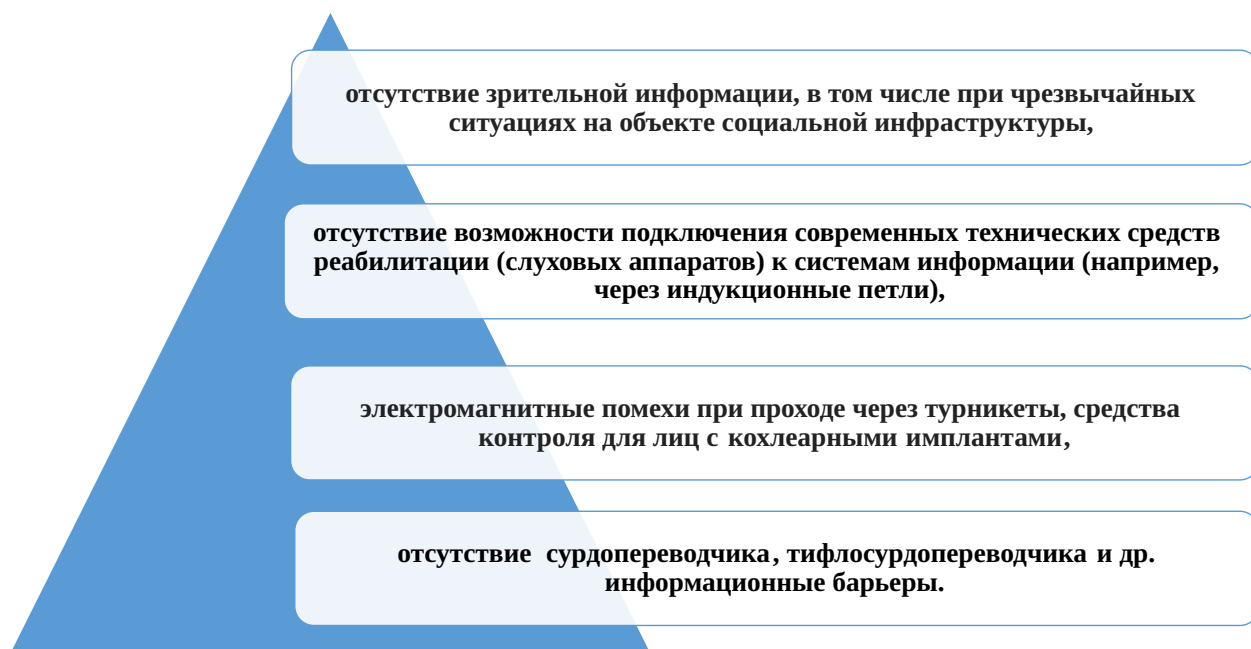 отсутствие зрительной информации, в том числе при чрезвычайных
ситуациях на объекте социальной инфраструктуры,
отсутствие возможности подключения современных технических средств
реабилитации (слуховых аппаратов) к системам информации (например,
через индукционные петли),
электромагнитные помехи при проходе через турникеты, средства
контроля для лиц с кохлеарными имплантами,
отсутствие сурдопереводчика, тифлосурдопереводчика и др.
информационные барьеры.